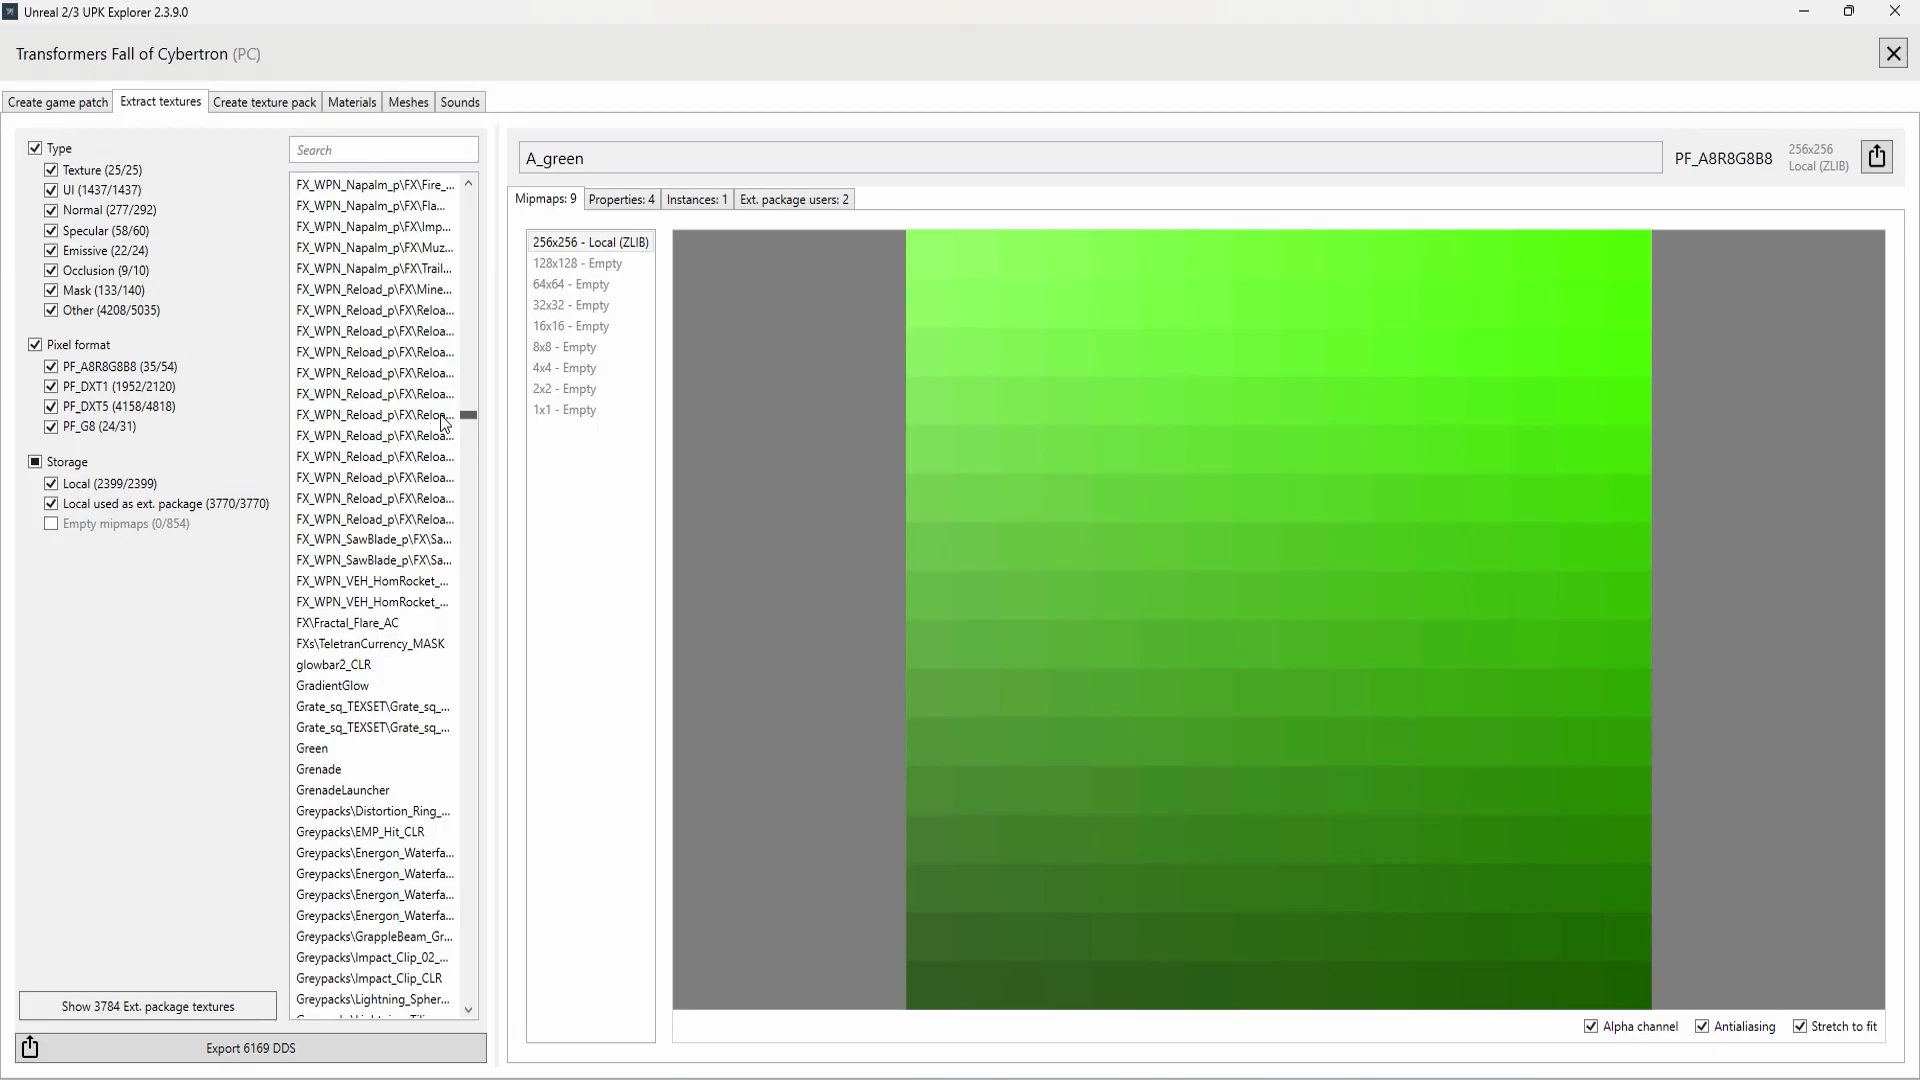 Unreal 2/3 UPK Explorer 2.3.9.0
Transformers Fall of Cybertron (PC)
Create game patch
Extract textures
Create texture pack
Materials
Meshes
Sounds
Type
Texture (25/25)
UI (1437/1437)
Normal (277/292)
Specular (58/60)
Emissive (22/24)
Occlusion (9/10)
Mask (133/140)
Other (4208/5035)
Pixel format
PF_A8R8G8B8 (35/54)
PF_DXT1 (1952/2120)
PF_DXT5 (4158/4818)
PF_G8 (24/31)
Storage
Local (2399/2399)
Local used as ext. package (3770/3770)
Empty mipmaps (0/854)
Show 3784 Ext. package textures
Export 6169 DDS
Search
FX_WPN_Napalm_p\FX\Fire_...
FX_WPN_Napalm_p\FX\Fla...
FX_WPN_Napalm_p\FX\Imp...
FX_WPN_Napalm_p\FX\Muz...
FX_WPN_Napalm_p\FX\Trail...
FX_WPN_Reload_p\FX\Mine...
FX_WPN_Reload_p\FX\Reloa...
FX_WPN_Reload_p\FX\Reloa...
FX_WPN_Reload_p\FX\Reloa...
FX_WPN_Reload_p\FX\Reloa...
FX_WPN_Reload_p\FX\Reloa...
FX_WPN_Reload_p\FX\Reloa...
FX_WPN_Reload_p\FX\Reloa...
FX_WPN_Reload_p\FX\Reloa...
FX_WPN_Reload_p\FX\Reloa...
FX_WPN_Reload_p\FX\Reloa...
FX_WPN_Reload_p\FX\Reloa...
FX_WPN_SawBlade_p\FX\Sa...
FX_WPN_SawBlade_p\FX\Sa...
FX_WPN_VEH_HomRocket_...
FX_WPN_VEH_HomRocket_...
FX\Fractal_Flare_AC
FXs\TeletranCurrency_MASK
glowbar2_CLR
GradientGlow
Grate_sq_TEXSET\Grate_sq_...
Grate_sq_TEXSET\Grate_sq_...
Green
Grenade
GrenadeLauncher
Greypacks\Distortion_Ring_...
Greypacks\EMP_Hit_CLR
Greypacks\Energon_Waterfa...
Greypacks\Energon_Waterfa...
Greypacks\Energon_Waterfa...
Greypacks\Energon_Waterfa...
Greypacks\GrappleBeam_Gr...
Greypacks\Impact_Clip_02_...
Greypacks\Impact_Clip_CLR
Greypacks\Lightning_Spher...
A_green
PF_A8R8G8B8
256x256
Local (ZLIB)
Mipmaps: 9
Properties: 4
Instances: 1
Ext. package users: 2
256x256 - Local (ZLIB)
128x128 - Empty
64x64 - Empty
32x32 - Empty
16x16 - Empty
8x8 - Empty
4x4 - Empty
2x2 - Empty
1x1 - Empty
Alpha channel
Antialiasing
Stretch to fit